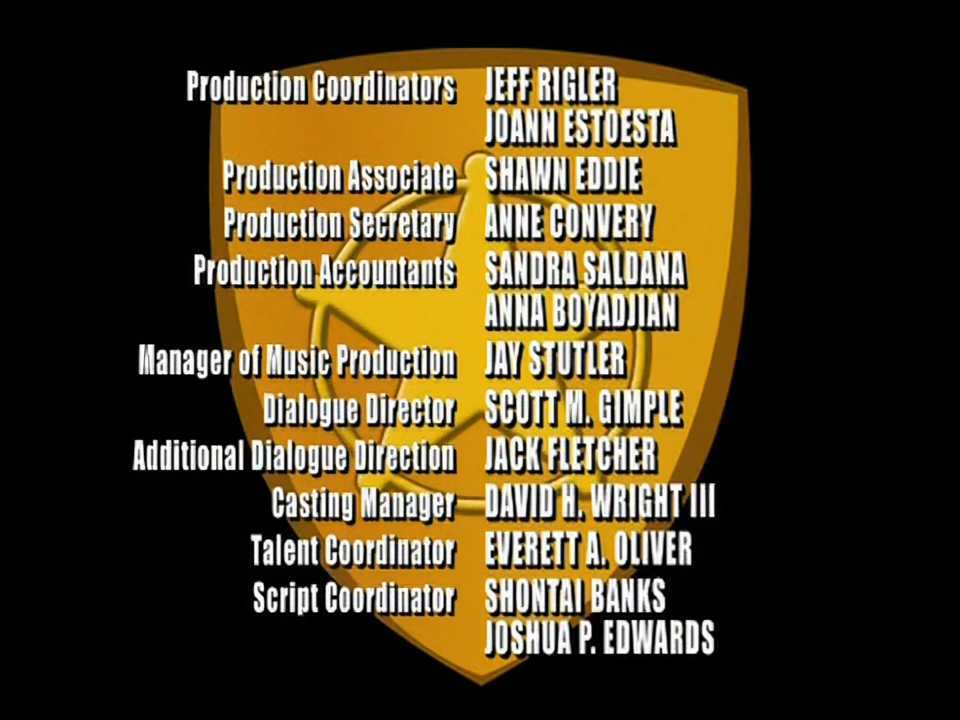 Production Coordinators JEFF RIGLER
JOANN ESTOESTA
Production Associate SHAWN EDDIE
Production Secretary ANNE CONVERY
Production Accountants SANDRA SALDANA
ANNA BOYADJIAN
Manager of Music Production JAY STUTLER
Dialogue Director SCOTT M. GIMPLE
Additional Dialogue Direction JACK FLETCHER
Casting Manager DAVID H. WRIGHT III
Talent Coordinator EVERETT A. OLIVER
Script Coordinator SHONTAI BANKS
JOSHUA P. EDWARDS